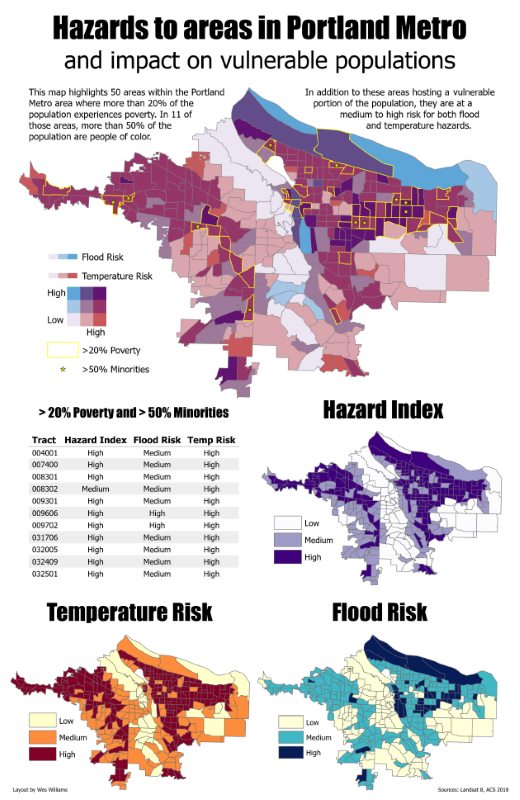 Hazards to areas in Portland Metro
and impact on vulnerable populations
This map highlights 50 areas within the Portland
Metro area where more than 20% of the
population experiences poverty. In 11 of
those areas, more than 50% of the
population are people of color.
In addition to these areas hosting a vulnerable
portion of the population, they are at a
medium to high risk for both flood
and temperature hazards.
Flood Risk
Temperature Risk
High
Low
High
>20% Poverty
>50% Minorities
> 20% Poverty and > 50% Minorities
Tract Hazard Index Flood Risk Temp Risk
004001 High Medium High
007400 High Medium High
008301 High Medium High
008302 Medium Medium High
009301 High Medium High
009606 High High High
009702 High High High
031706 High Medium High
032005 High Medium High
032409 High Medium High
032501 High Medium High
Hazard Index
Low
Medium
High
Temperature Risk
Low
Medium
High
Flood Risk
Low
Medium
High
Layout by Wes Williams
Sources: Landsat 8, ACS 2018